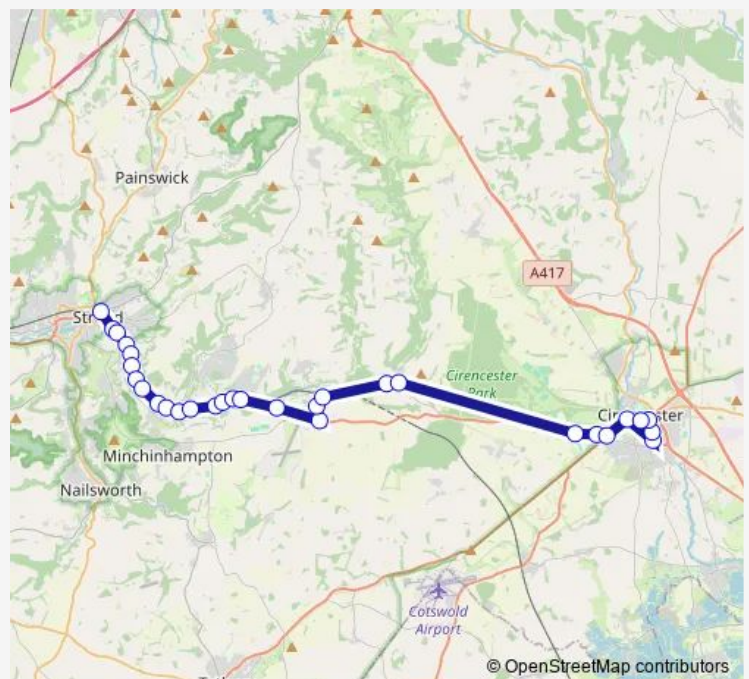 Painswick
A417
Cirencester
Park
Minchinhampton
Nailsworth
Cotswold
Airport
© OpenStreetMap contributors